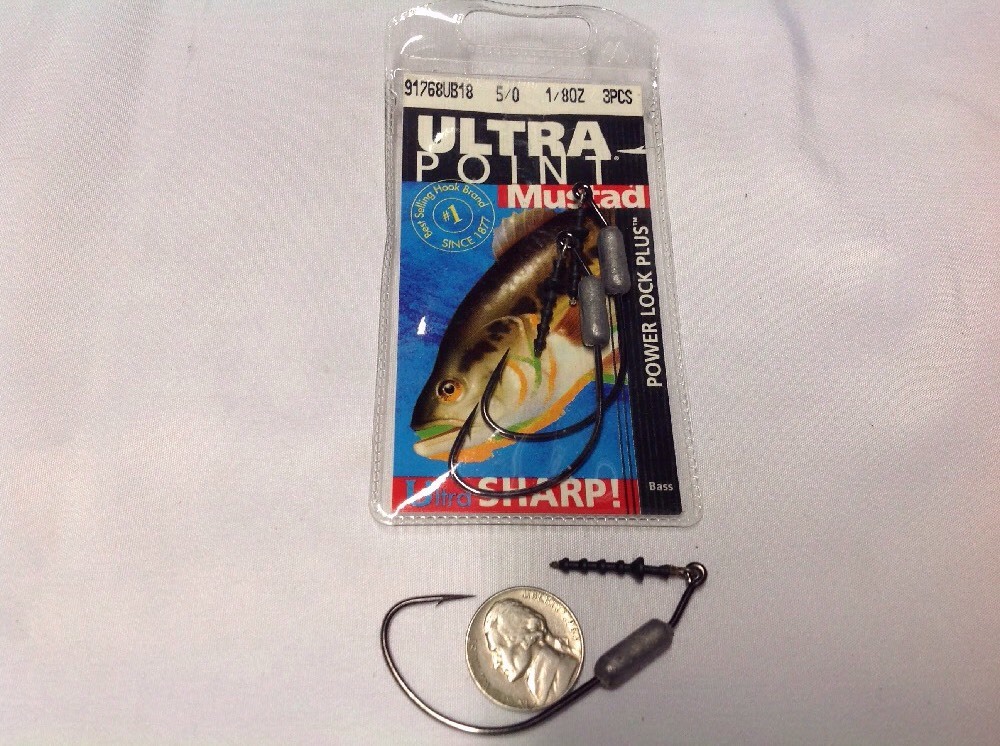 91768UB18 5/0 1/8OZ 3PCS
ULTRA
POINT
Mustad
Best Selling Hook Brand
#1
SINCE 1877
POWER LOCK PLUS™
Ultra SHARP!
Bass
LIBERTY